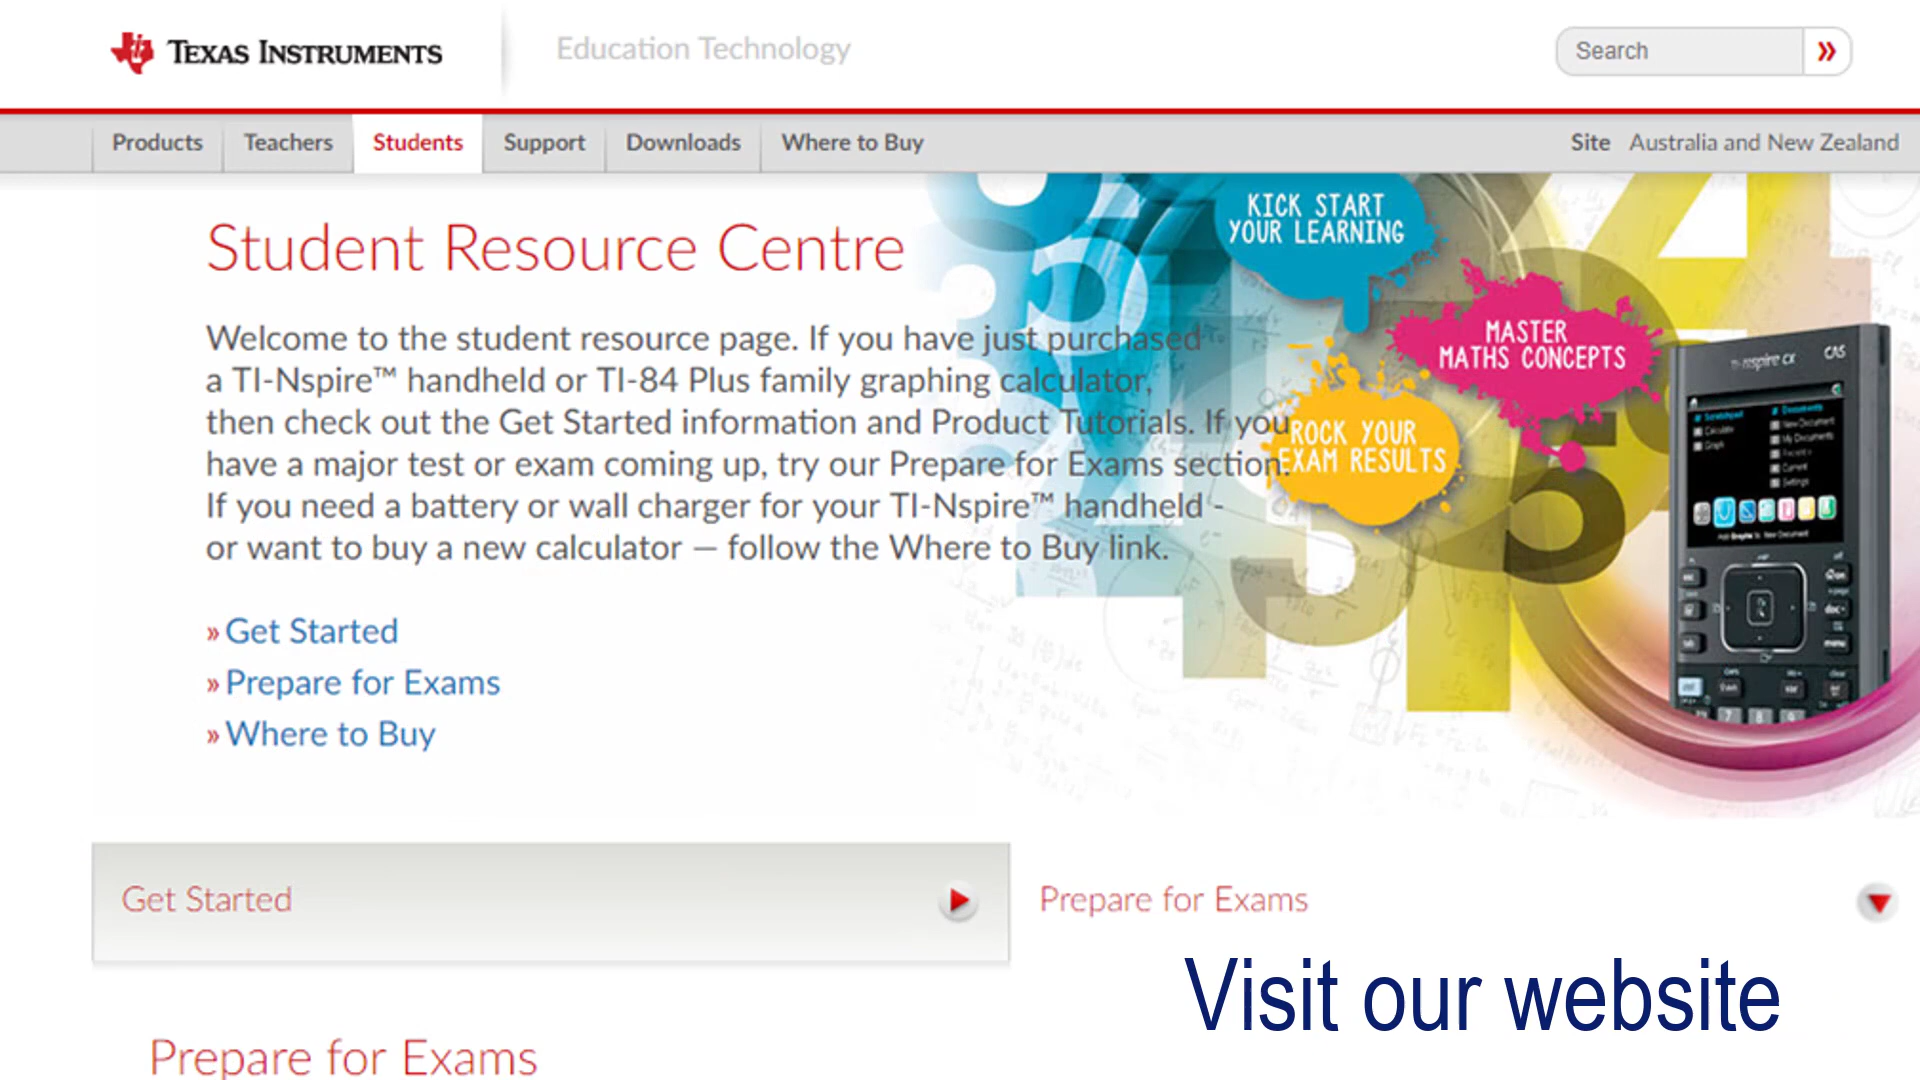 TEXAS INSTRUMENTS
Education Technology
Search
Products
Teachers
Students
Support
Downloads
Where to Buy
Site Australia and New Zealand
Student Resource Centre
Welcome to the student resource page. If you have just purchased
a TI-Nspire™ handheld or TI-84 Plus family graphing calculator,
then check out the Get Started information and Product Tutorials. If you
have a major test or exam coming up, try our Prepare for Exams section.
If you need a battery or wall charger for your TI-Nspire™ handheld -
or want to buy a new calculator — follow the Where to Buy link.
» Get Started
» Prepare for Exams
» Where to Buy
KICK START
YOUR LEARNING
MASTER
MATHS CONCEPTS
ROCK YOUR
EXAM RESULTS
TI-nspire CX CAS
Get Started
Prepare for Exams
Visit our website
Prepare for Exams